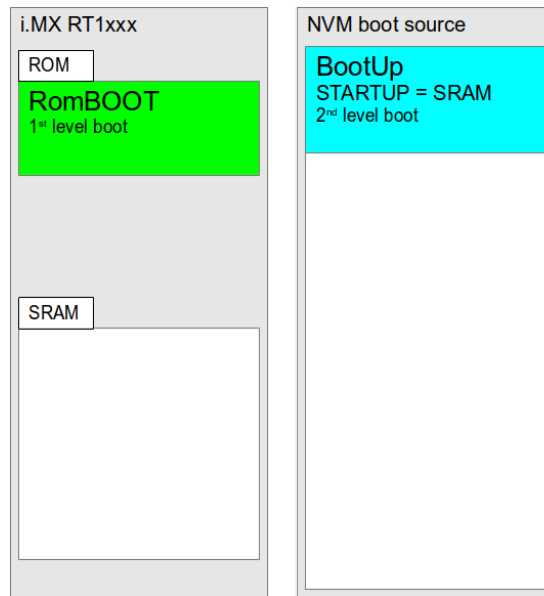 i.MX RT1xxx
ROM
RomBOOT
1st level boot
SRAM
NVM boot source
BootUp
STARTUP = SRAM
2nd level boot